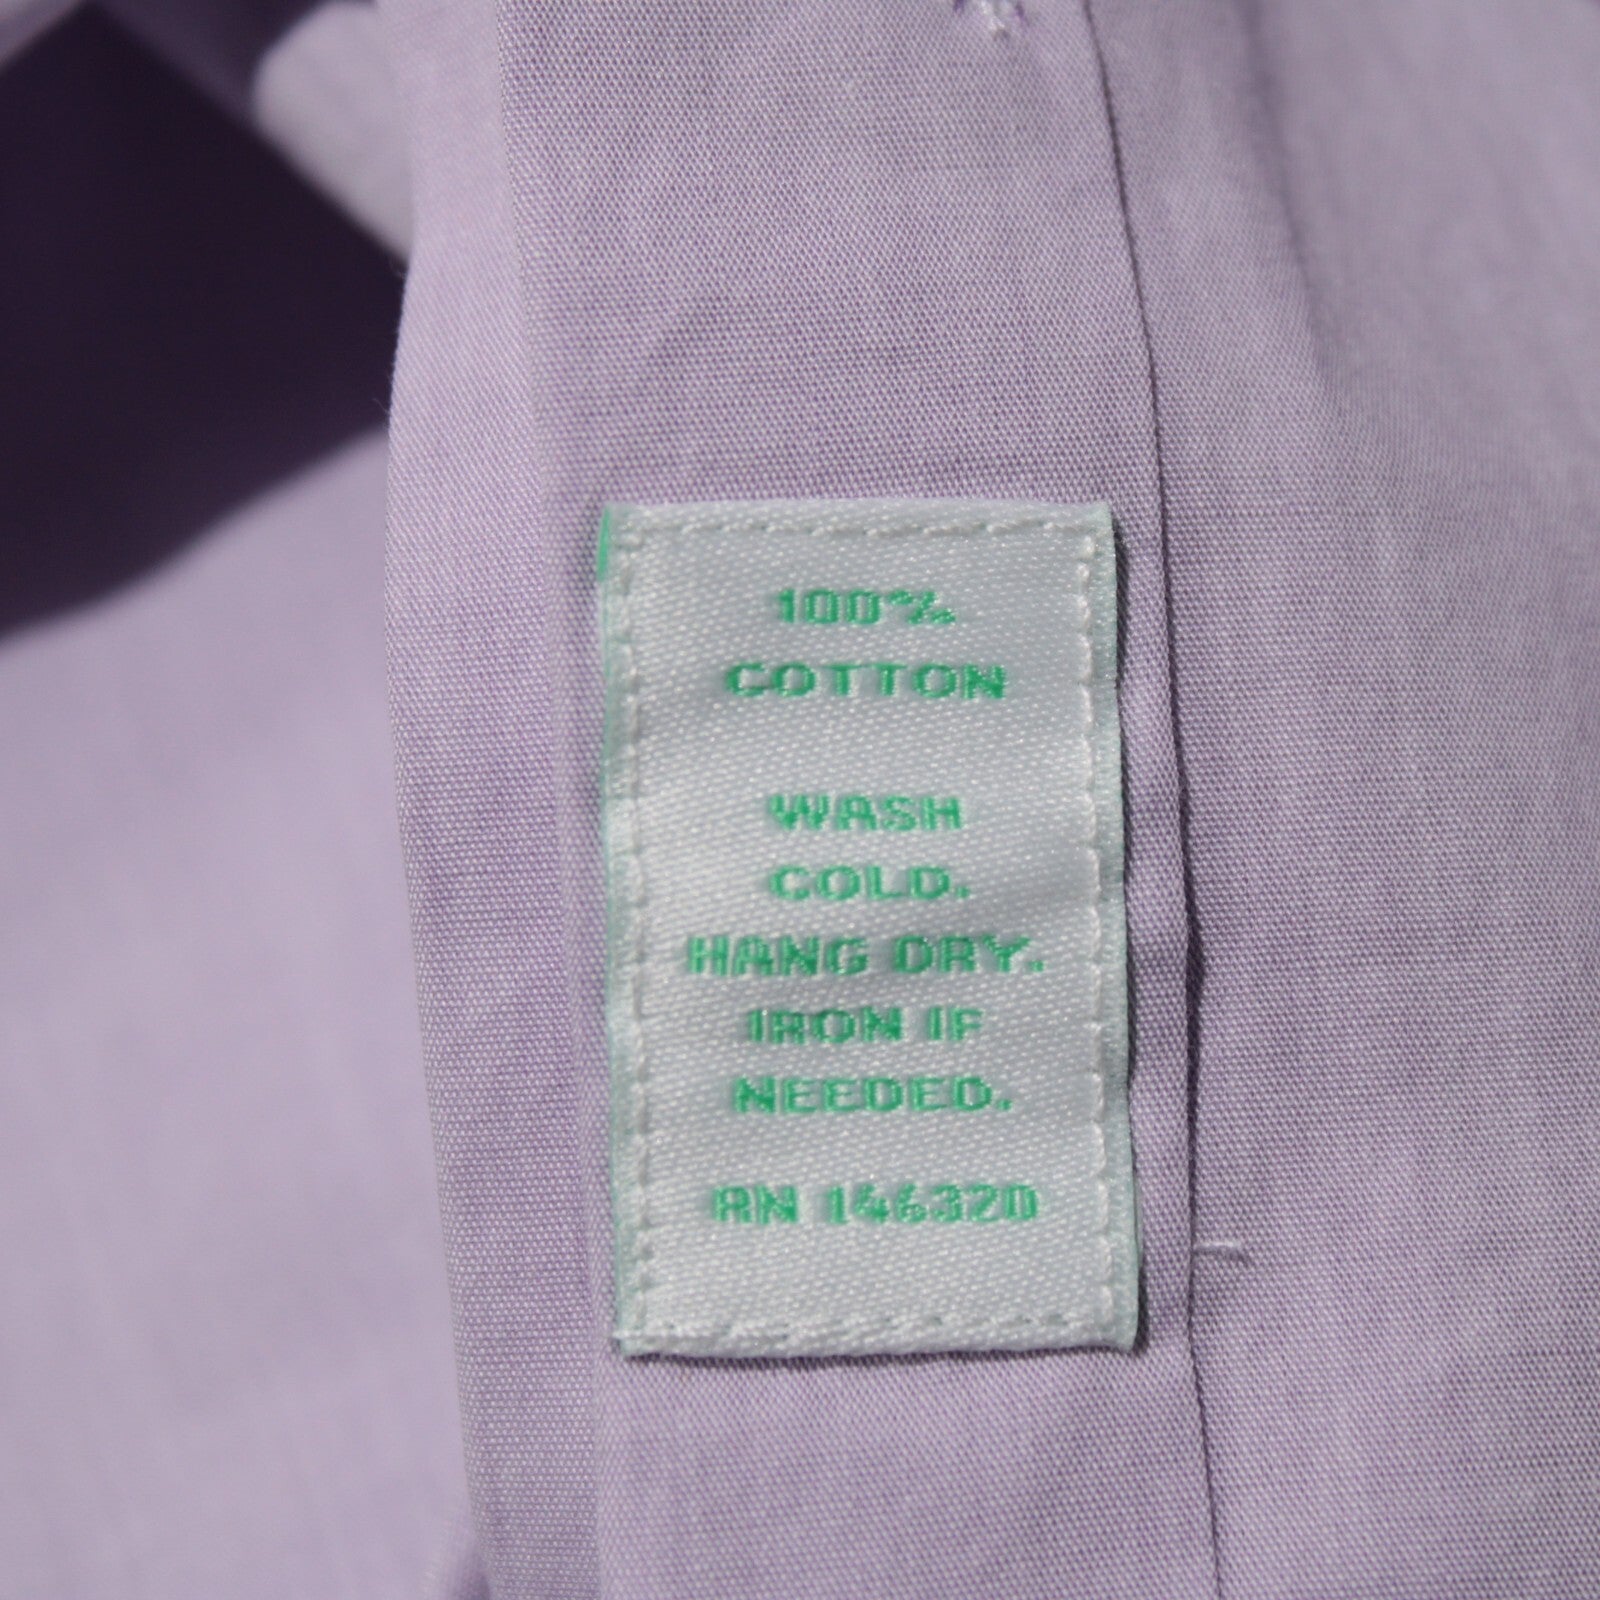 100%
COTTON
WASH
COLD.
HANG DRY.
IRON IF
NEEDED.
RN 146320